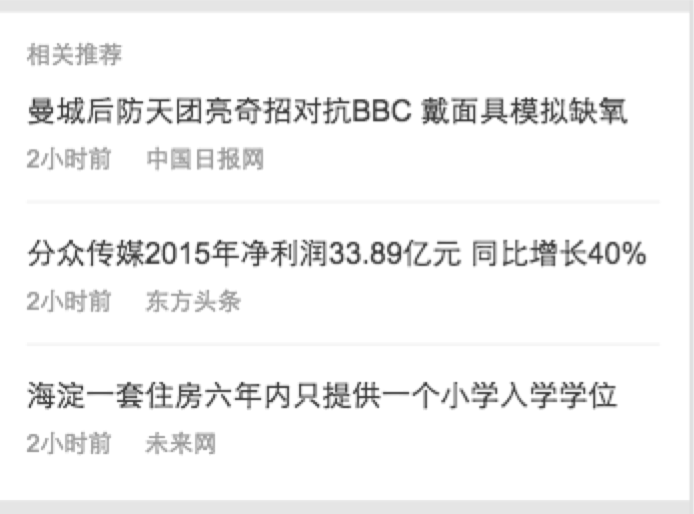 相关推荐
曼城后防天团亮奇招对抗BBC 戴面具模拟缺氧
2小时前 中国日报网
分众传媒2015年净利润33.89亿元 同比增长40%
2小时前 东方头条
海淀一套住房六年内只提供一个小学入学学位
2小时前 未来网